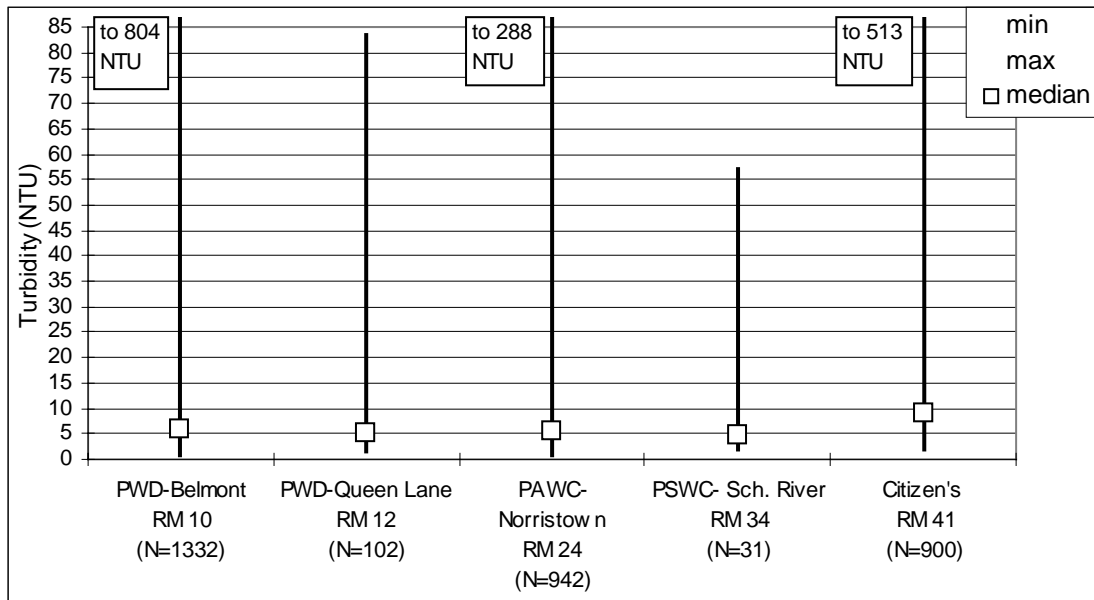 85
80
75
70
65
60
55
50
45
40
35
30
25
20
15
10
5
0
Turbidity (NTU)
to 804
NTU
to 288
NTU
to 513
NTU
min
max
median
PWD-Belmont
RM 10
(N=1332)
PWD-Queen Lane
RM 12
(N=102)
PAWC-
Norristown
RM 24
(N=942)
PSWC- Sch. River
RM 34
(N=31)
Citizen's
RM 41
(N=900)